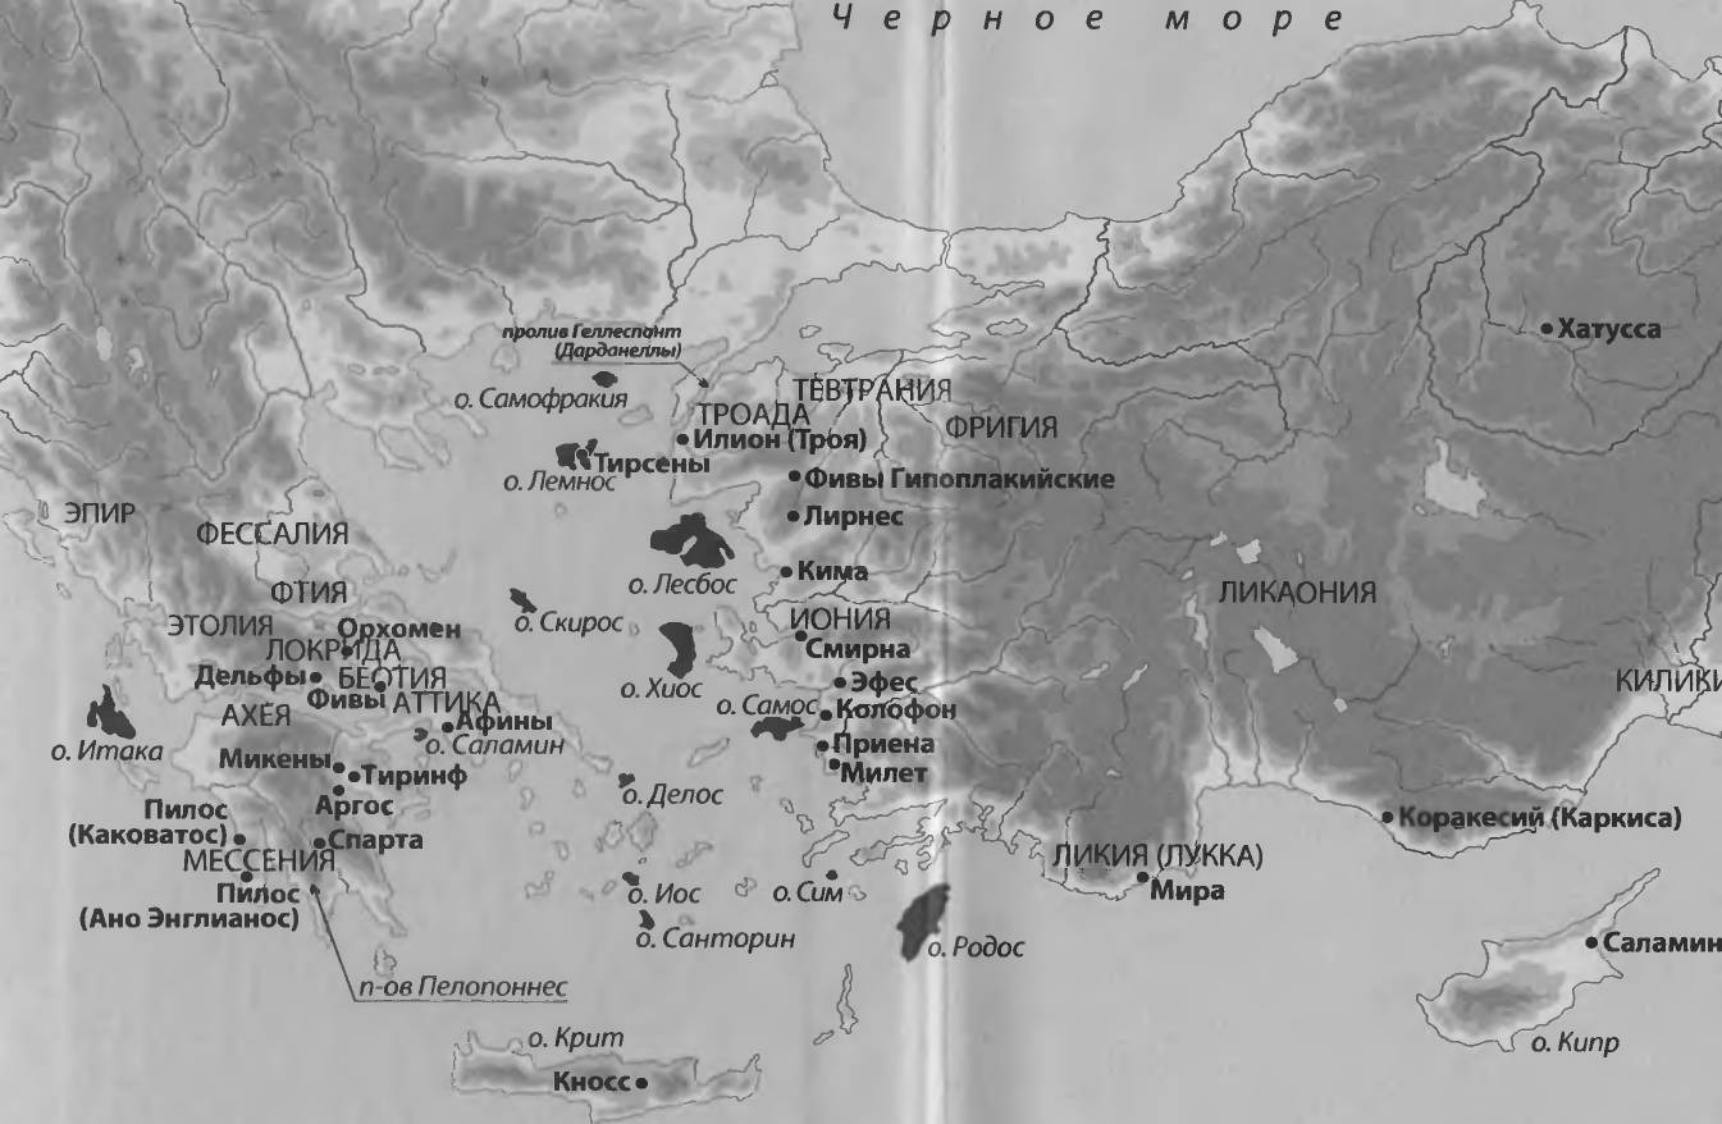 Черное море
пролив Геллеспонт
(Дарданеллы)
Хатусса
о. Самофракия
ТЕВТРАНИЯ
ТРОАДА
ФРИГИЯ
Илион (Троя)
Тирсены
о. Лемнос
Фивы Гипоплакийские
Лирнес
ЭПИР
ФЕССАЛИЯ
Кима
о. Лесбос
ФТИЯ
ЛИКАОНИЯ
о. Скирос
ИОНИЯ
ЭТОЛИЯ
Орхомен
ЛОКРИДА
Смирна
Дельфы
БЕОТИЯ
о. Хиос
Эфес
КИЛИКИ
Фивы
АТТИКА
АХЕЯ
Афины
о. Самос
Колофон
о. Итака
о. Саламин
Приена
Микены
Тиринф
Милет
Аргос
о. Делос
Пилос
(Каковатос)
Спарта
Коракесий (Каркиса)
МЕССЕНИЯ
ЛИКИЯ (ЛУККА)
Пилос
(Ано Энглианос)
о. Иос
о. Сим
Мира
о. Санторин
о. Родос
Саламин
п-ов Пелопоннес
о. Крит
о. Кипр
Кносс